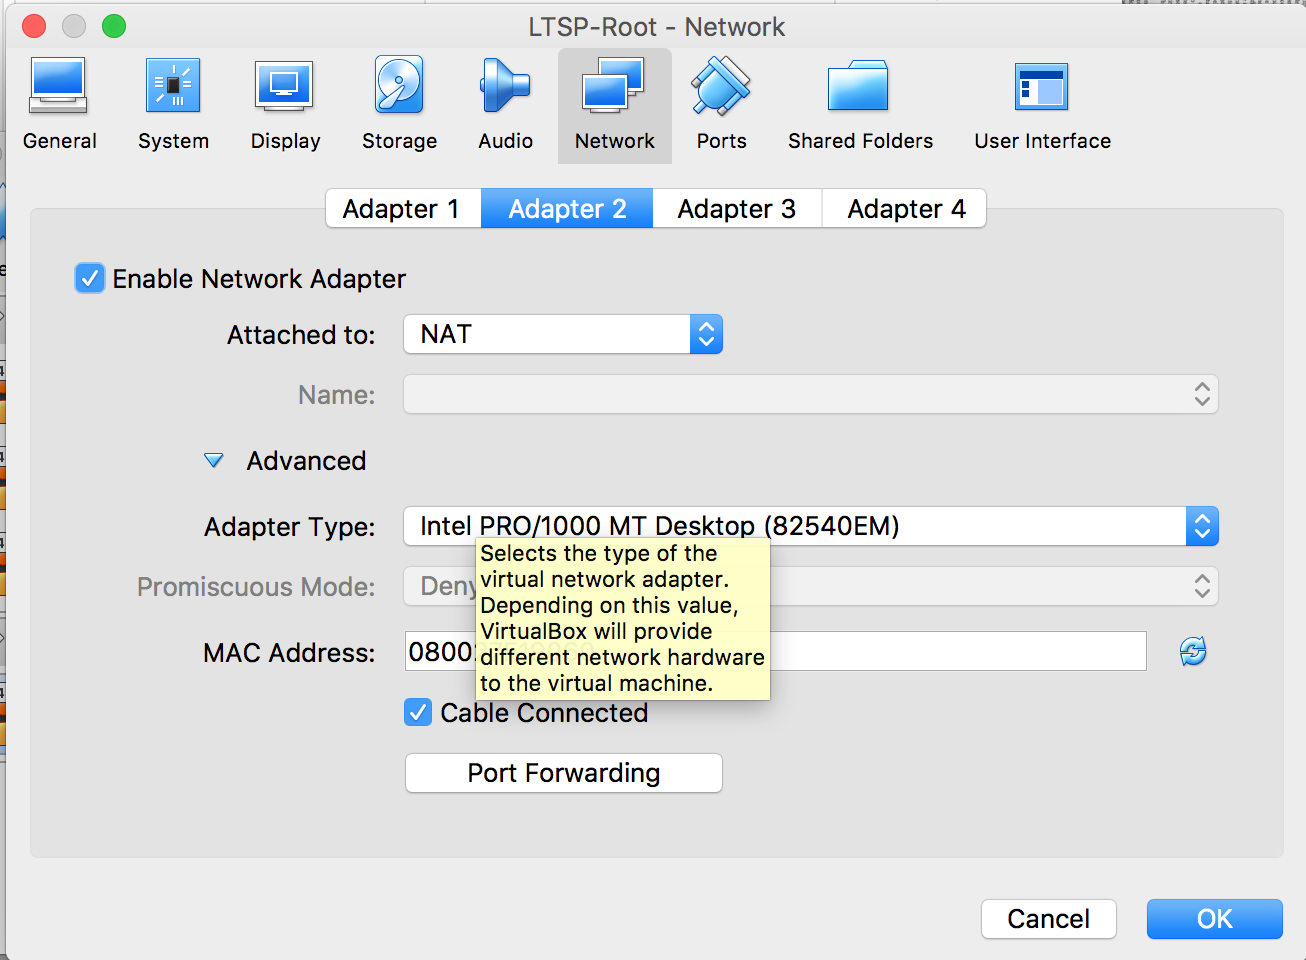 LTSP-Root - Network
General System Display Storage Audio Network Ports Shared Folders User Interface
Adapter 1 Adapter 2 Adapter 3 Adapter 4
Enable Network Adapter
Attached to: NAT
Name:
Advanced
Adapter Type: Intel PRO/1000 MT Desktop (82540EM)
Selects the type of the
virtual network adapter.
Depending on this value,
VirtualBox will provide
different network hardware
to the virtual machine.
Promiscuous Mode: Deny
MAC Address:
Cable Connected
Port Forwarding
Cancel OK